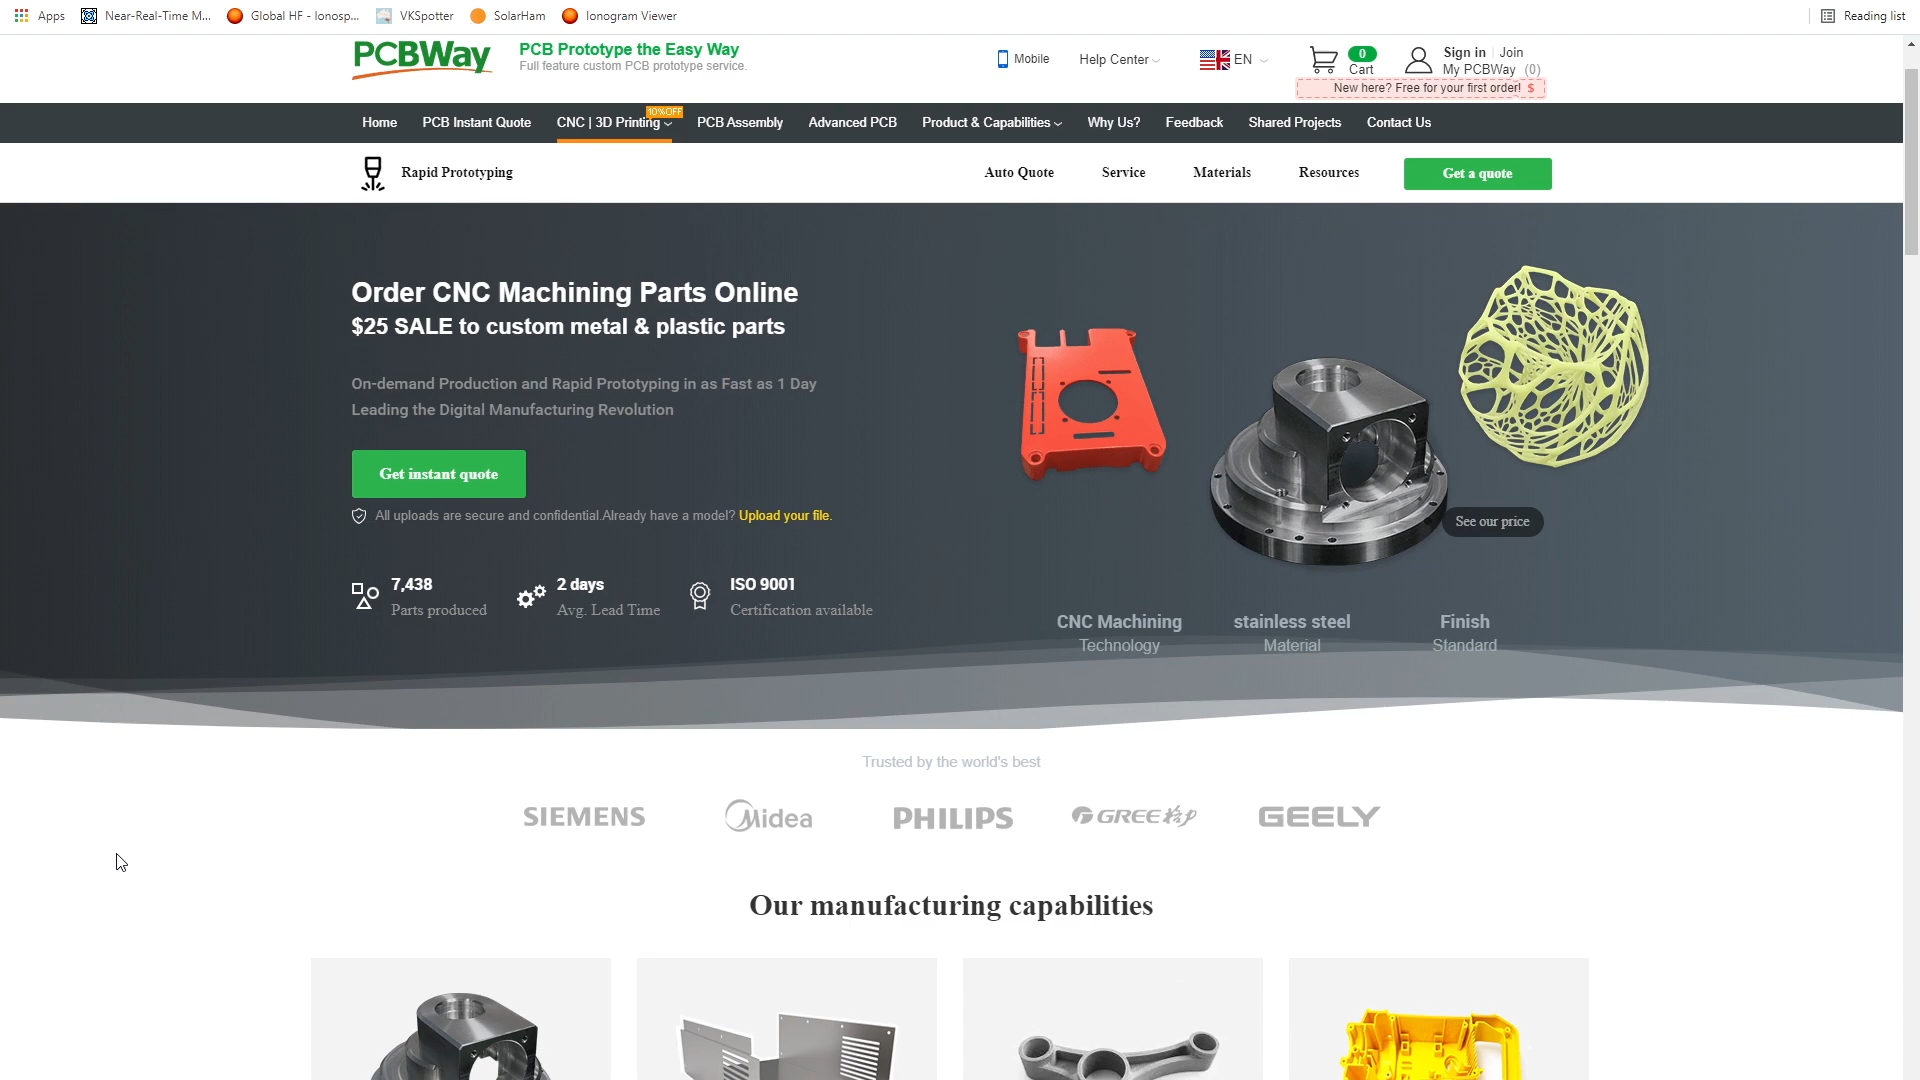 Apps
Near-Real-Time M...
Global HF - Ionosp...
VKSpotter
SolarHam
Ionogram Viewer
Reading list
PCBWay
PCB Prototype the Easy Way
Full feature custom PCB prototype service.
Mobile
Help Center
EN
0
Cart
Sign in
Join
My PCBWay (0)
New here? Free for your first order! $
Home
PCB Instant Quote
CNC | 3D Printing
10%OFF
PCB Assembly
Advanced PCB
Product & Capabilities
Why Us?
Feedback
Shared Projects
Contact Us
Rapid Prototyping
Auto Quote
Service
Materials
Resources
Get a quote
Order CNC Machining Parts Online
$25 SALE to custom metal & plastic parts
On-demand Production and Rapid Prototyping in as Fast as 1 Day
Leading the Digital Manufacturing Revolution
Get instant quote
All uploads are secure and confidential.Already have a model? Upload your file.
7,438
Parts produced
2 days
Avg. Lead Time
ISO 9001
Certification available
See our price
CNC Machining
Technology
stainless steel
Material
Finish
Standard
Trusted by the world's best
SIEMENS
Midea
PHILIPS
GREE格力
GEELY
Our manufacturing capabilities